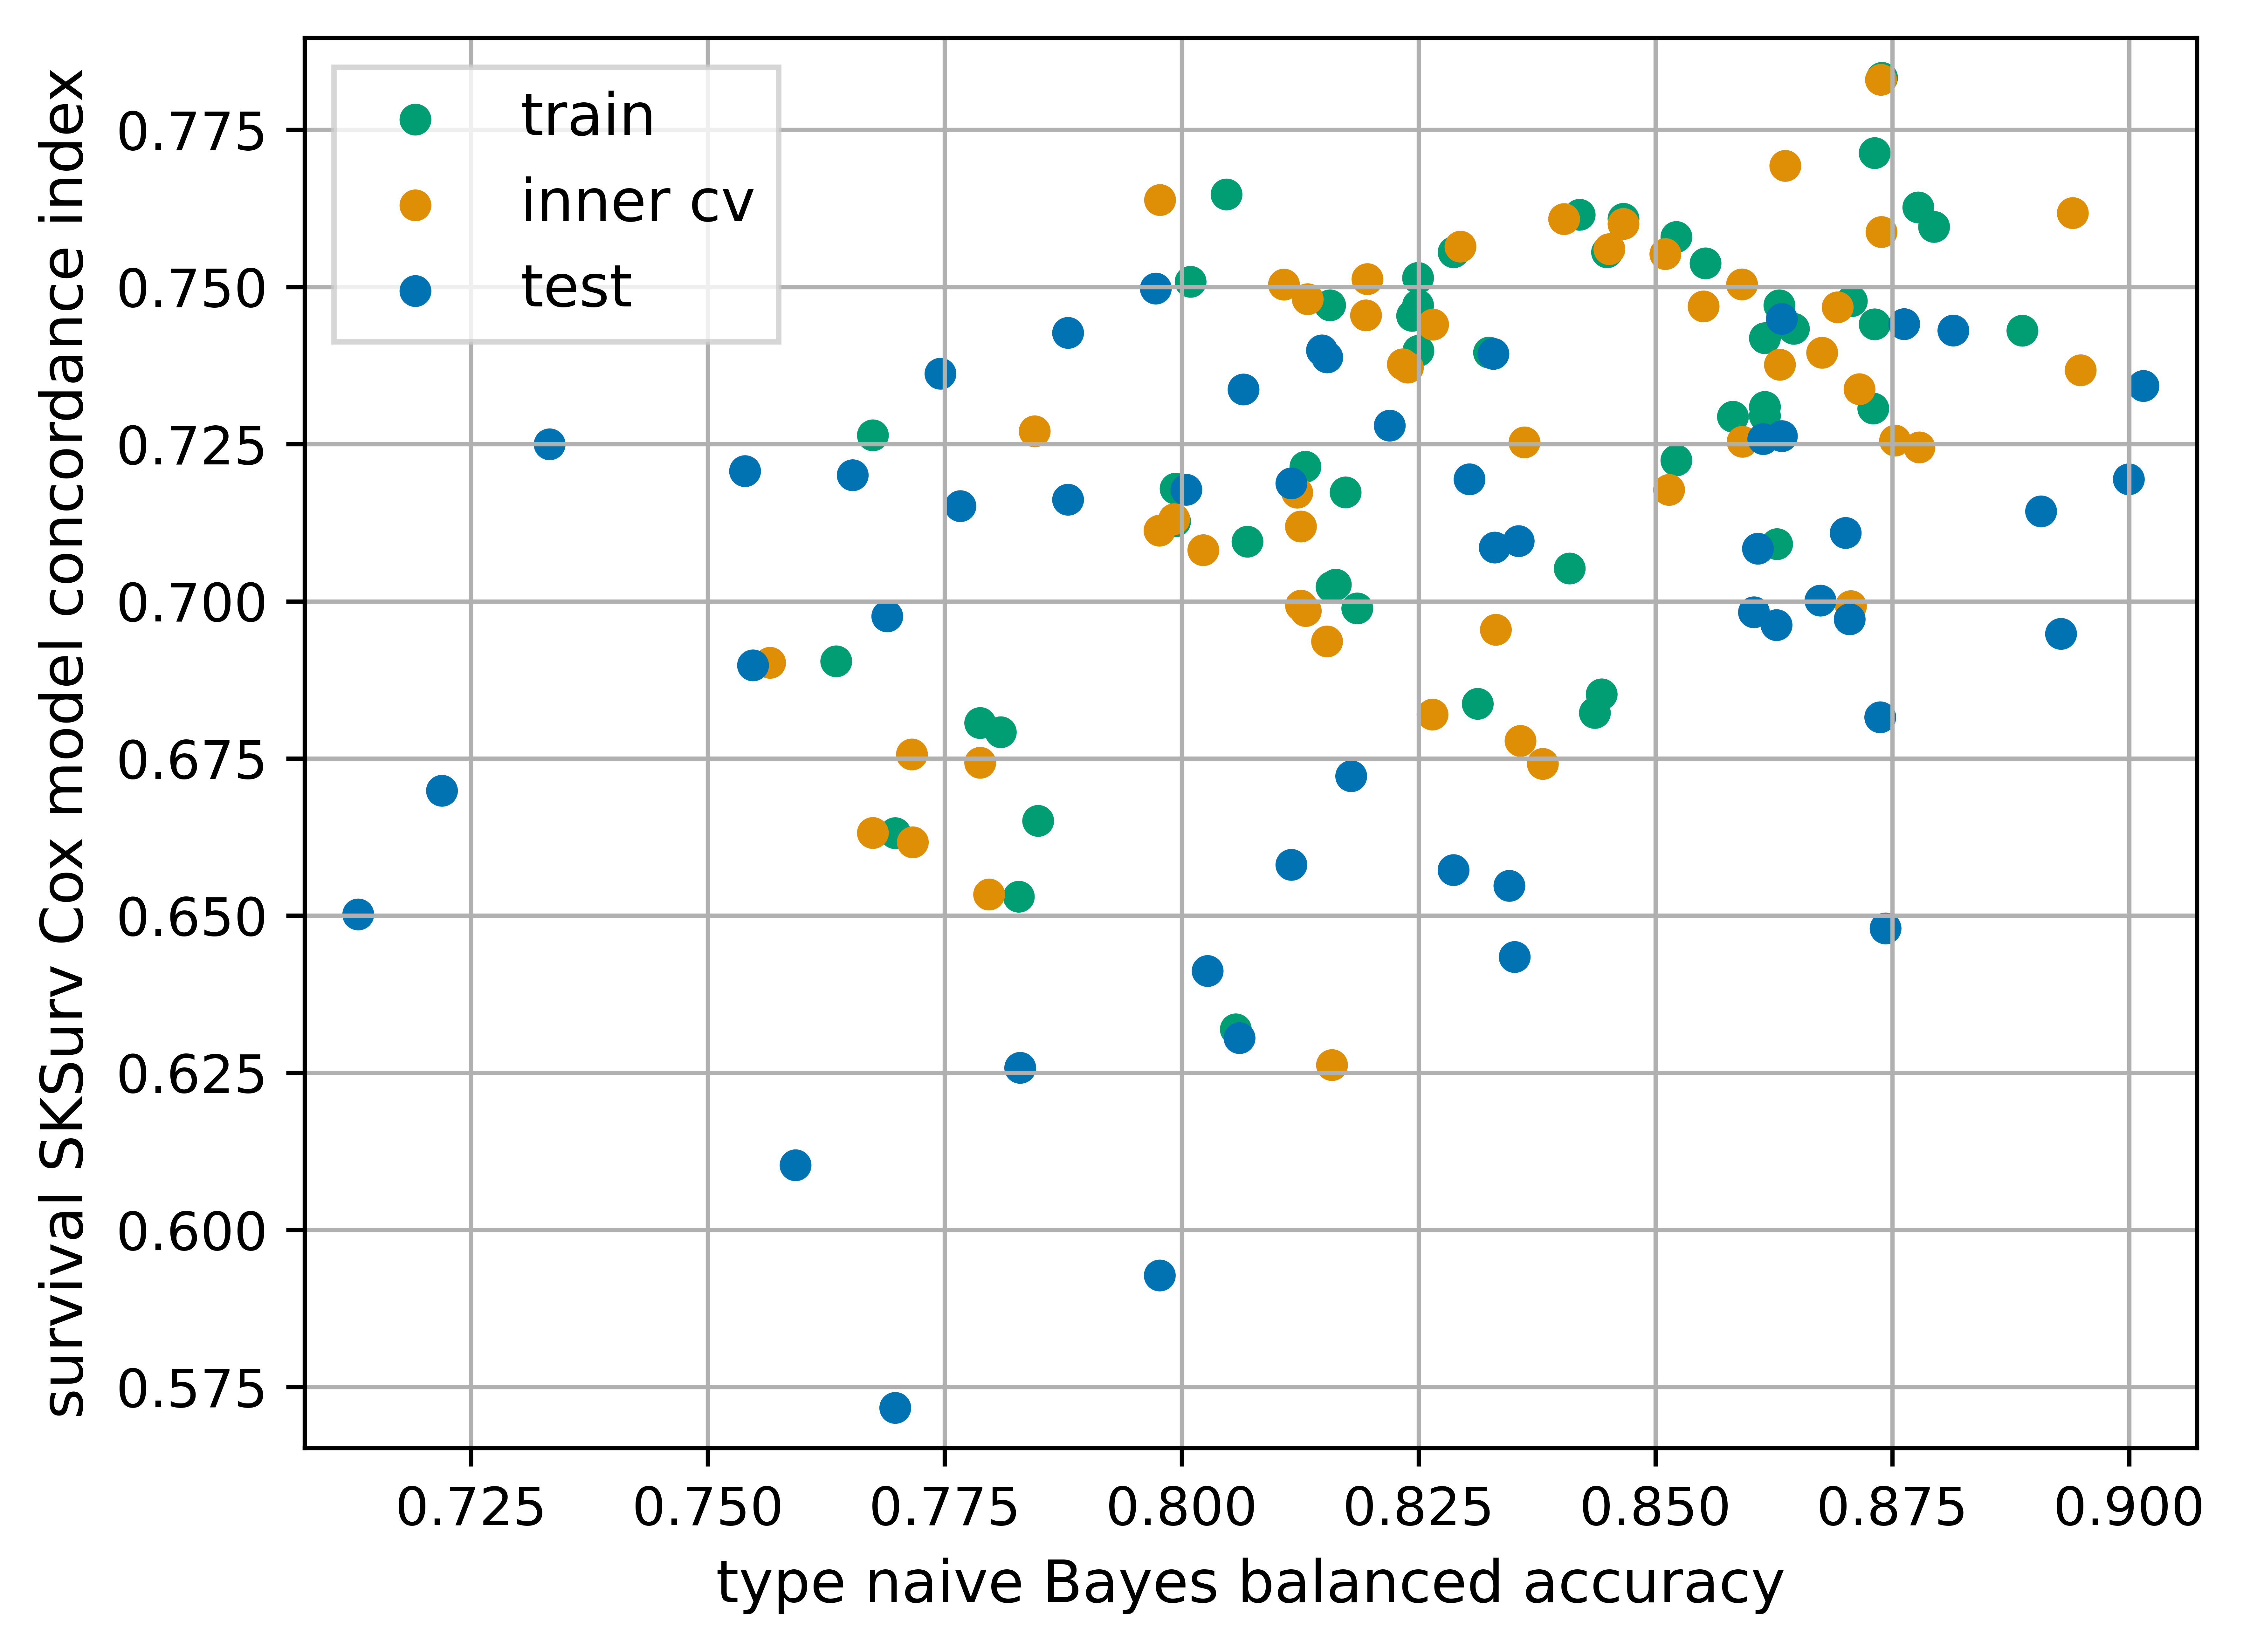 train
inner cv
test
survival SKSurv Cox model concordance index
0.775
0.750
0.725
0.700
0.675
0.650
0.625
0.600
0.575
0.725 0.750 0.775 0.800 0.825 0.850 0.875 0.900
type naive Bayes balanced accuracy